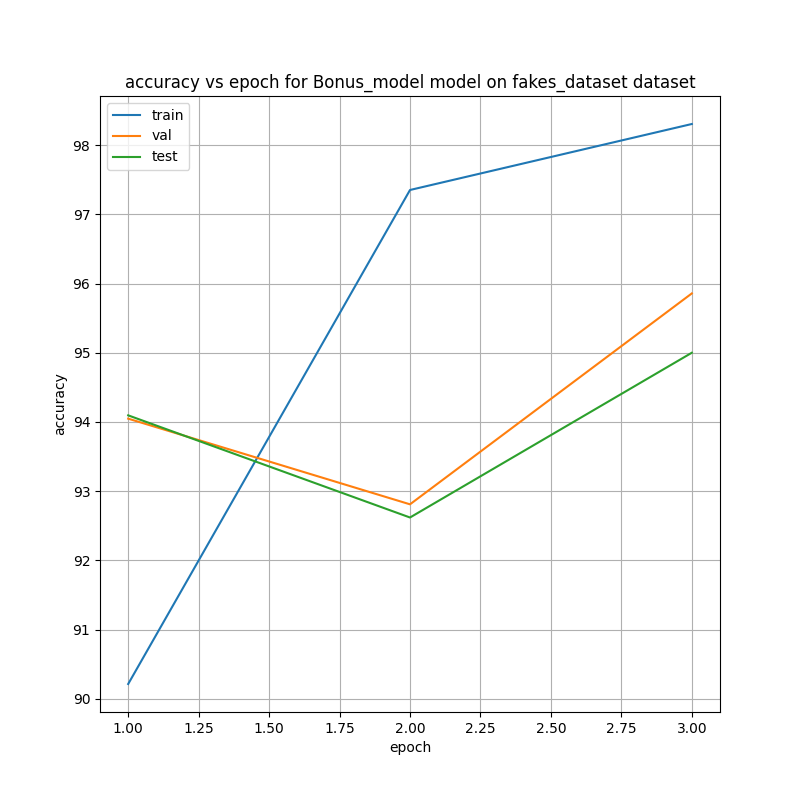 accuracy vs epoch for Bonus_model model on fakes_dataset dataset
train
val
test
98
97
96
95
94
93
92
91
90
accuracy
1.00 1.25 1.50 1.75 2.00 2.25 2.50 2.75 3.00
epoch